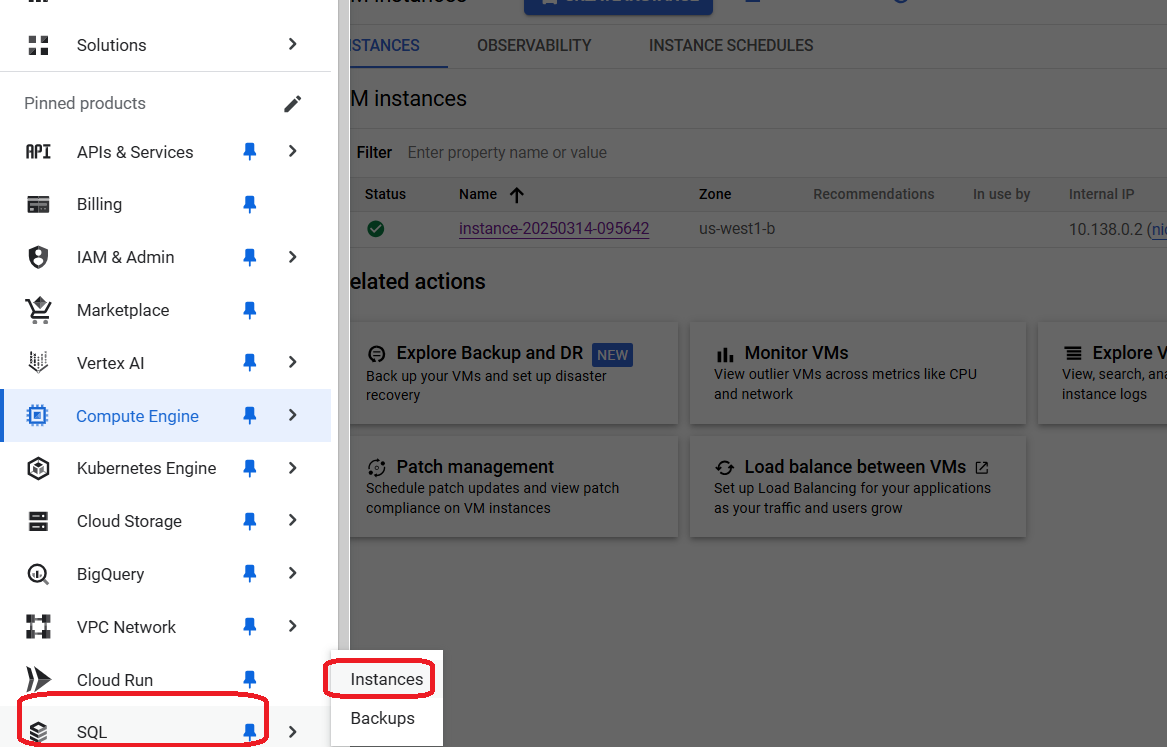 Solutions
Pinned products
API APIs & Services
Billing
IAM & Admin
Marketplace
Vertex AI
Compute Engine
Kubernetes Engine
Cloud Storage
BigQuery
VPC Network
Cloud Run
SQL
Instances
Backups
M instances
CREATE INSTANCE
STANCES OBSERVABILITY INSTANCE SCHEDULES
M instances
Filter Enter property name or value
Status Name Zone Recommendations In use by Internal IP
instance-20250314-095642 us-west1-b 10.138.0.2 (nic
elated actions
Explore Backup and DR NEW
Back up your VMs and set up disaster
recovery
Monitor VMs
View outlier VMs across metrics like CPU
and network
Explore V
View, search, ana
instance logs
Patch management
Schedule patch updates and view patch
compliance on VM instances
Load balance between VMs
Set up Load Balancing for your applications
as your traffic and users grow